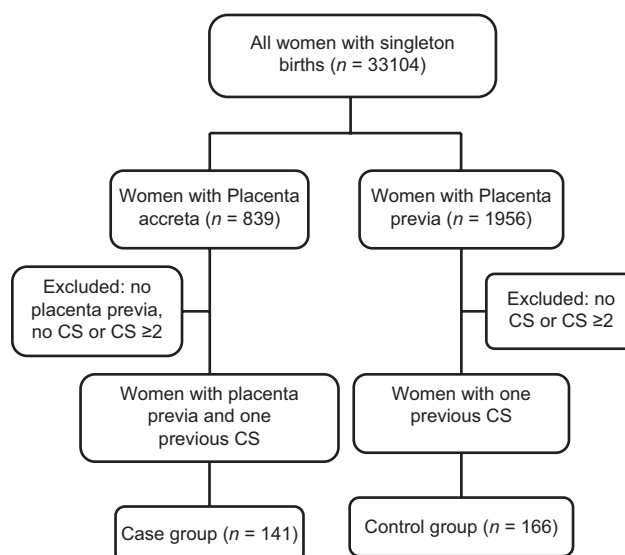 All women with singleton
births (n = 33104)
Women with Placenta
accreta (n = 839)
Women with Placenta
previa (n = 1956)
Excluded: no
placenta previa,
no CS or CS ≥2
Excluded: no
CS or CS ≥2
Women with placenta
previa and one
previous CS
Women with one
previous CS
Case group (n = 141)
Control group (n = 166)